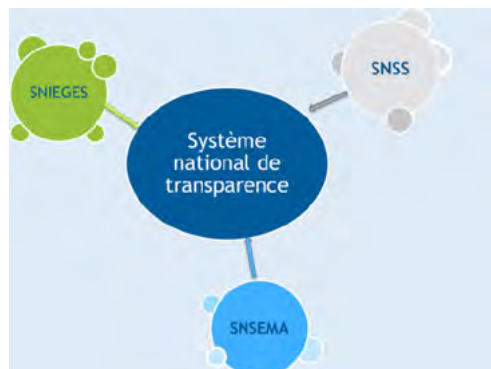 SNIEGES
SNSS
Système
national de
transparence
SNSEMA